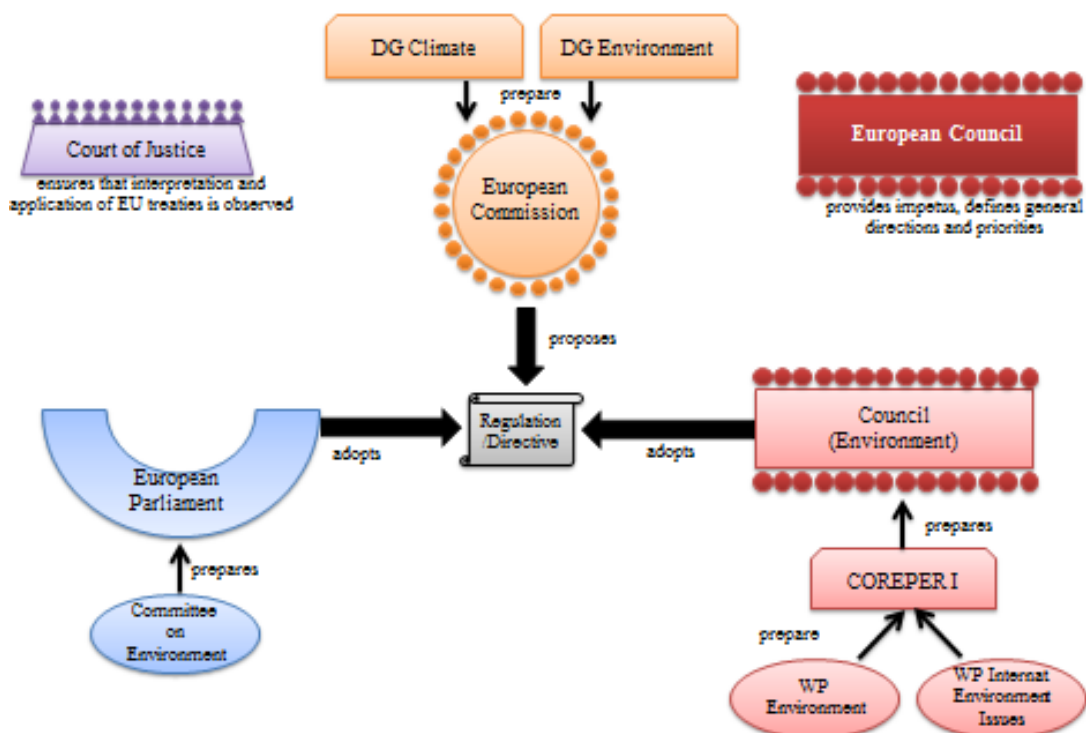 DG Climate
DG Environment
prepare
Court of Justice
ensures that interpretation and
application of EU treaties is observed
European
Commission
European Council
provides impetus, defines general
directions and priorities
proposes
Regulation
/Directive
adopts
adopts
European
Parliament
Council
(Environment)
prepares
Committee
on
Environment
prepares
COREPER I
prepare
WP
Environment
WP Internat
Environment
Issues